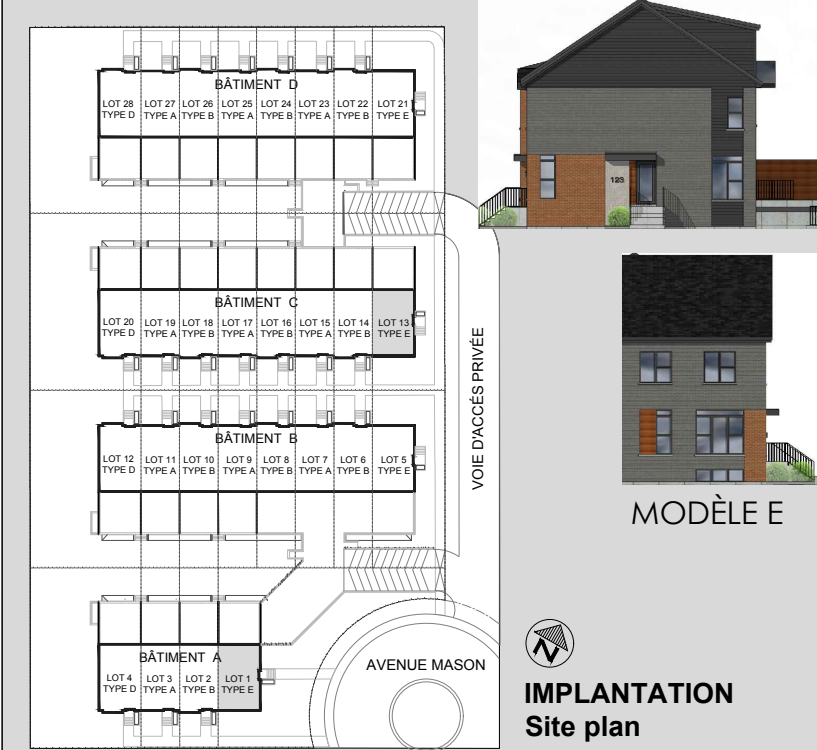 BÂTIMENT D
LOT 28 LOT 27 LOT 26 LOT 25 LOT 24 LOT 23 LOT 22 LOT 21
TYPE D TYPE A TYPE B TYPE A TYPE B TYPE A TYPE B TYPE E
123
BÂTIMENT C
LOT 20 LOT 19 LOT 18 LOT 17 LOT 16 LOT 15 LOT 14 LOT 13
TYPE D TYPE A TYPE B TYPE A TYPE B TYPE A TYPE B TYPE E
VOIE D'ACCÉS PRIVÉE
BÂTIMENT B
LOT 12 LOT 11 LOT 10 LOT 9 LOT 8 LOT 7 LOT 6 LOT 5
TYPE D TYPE A TYPE B TYPE A TYPE B TYPE A TYPE B TYPE E
MODÈLE E
BÂTIMENT A
LOT 4 LOT 3 LOT 2 LOT 1
TYPE D TYPE A TYPE B TYPE E
AVENUE MASON
N
IMPLANTATION
Site plan